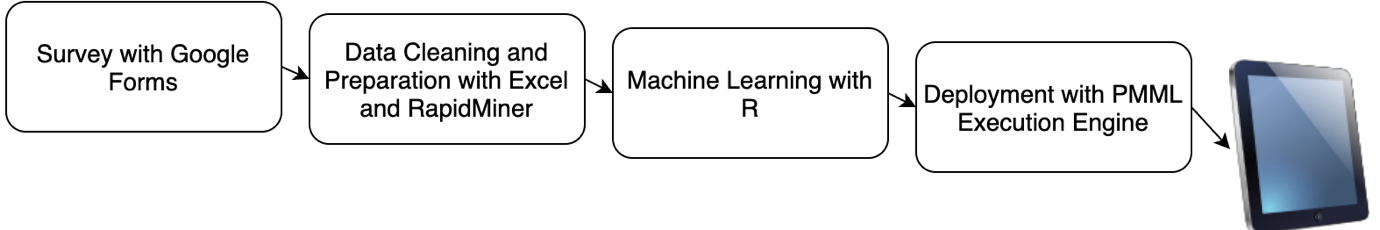 Survey with Google
Forms
Data Cleaning and
Preparation with Excel
and RapidMiner
Machine Learning with
R
Deployment with PMML
Execution Engine